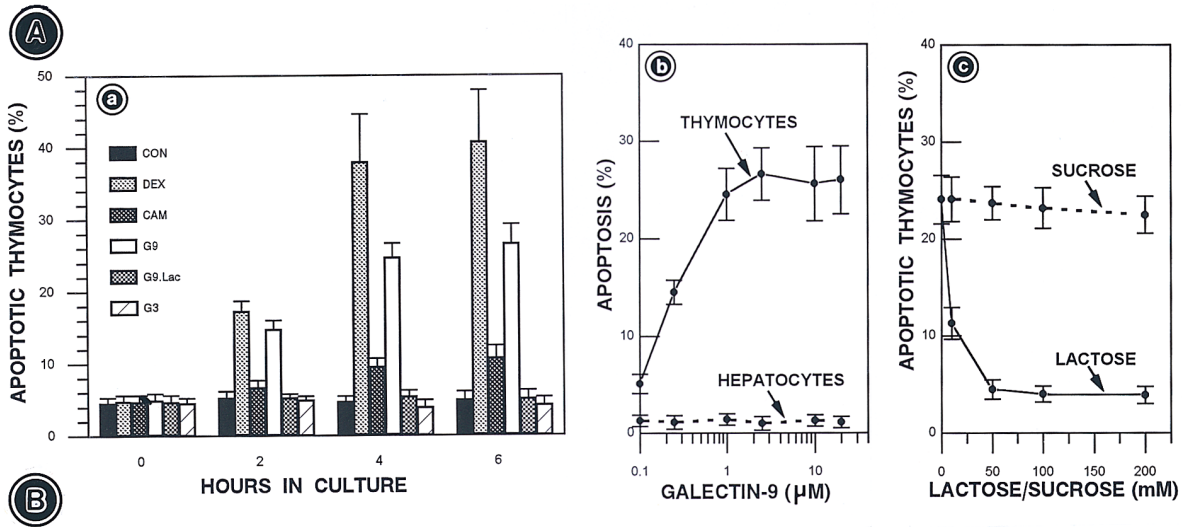 A
a
APOPTOTIC THYMOCYTES (%)
50
40
30
20
10
0
CON
DEX
CAM
G9
G9.Lac
G3
0 2 4 6
HOURS IN CULTURE
b
APOPTOSIS (%)
40
30
20
10
0
THYMOCYTES
HEPATOCYTES
0.1 1 10
GALECTIN-9 (µM)
c
APOPTOTIC THYMOCYTES (%)
40
30
20
10
0
SUCROSE
LACTOSE
0 50 100 150 200
LACTOSE/SUCROSE (mM)
B